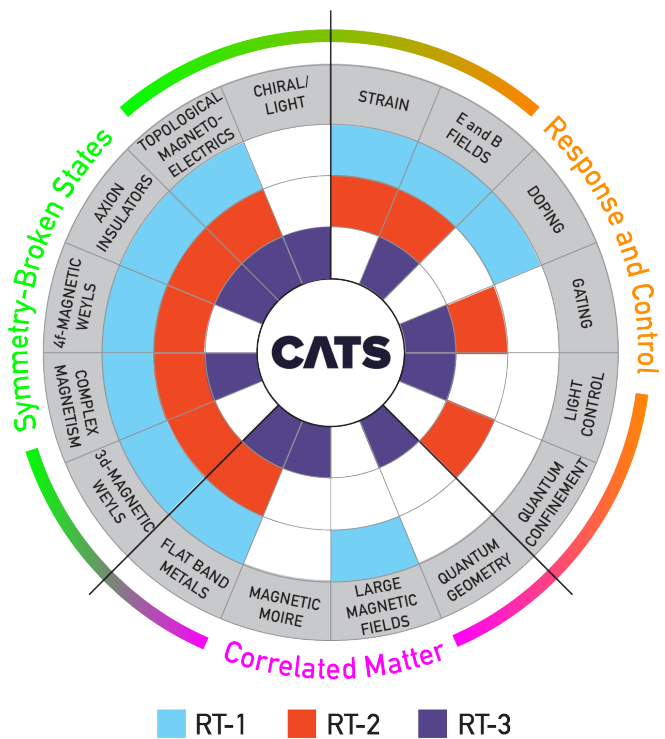 CHIRAL/
LIGHT
STRAIN
E and B
FIELDS
DOPING
GATING
LIGHT
CONTROL
QUANTUM
CONFINEMENT
QUANTUM
GEOMETRY
LARGE
MAGNETIC
FIELDS
MAGNETIC
MOIRE
FLAT BAND
METALS
3d-MAGNETIC
WEYLS
COMPLEX
MAGNETISM
4f-MAGNETIC
WEYLS
AXION
INSULATORS
TOPOLOGICAL
MAGNETO-
ELECTRICS
Symmetry-Broken States
Response and Control
Correlated Matter
CATS
RT-1
RT-2
RT-3